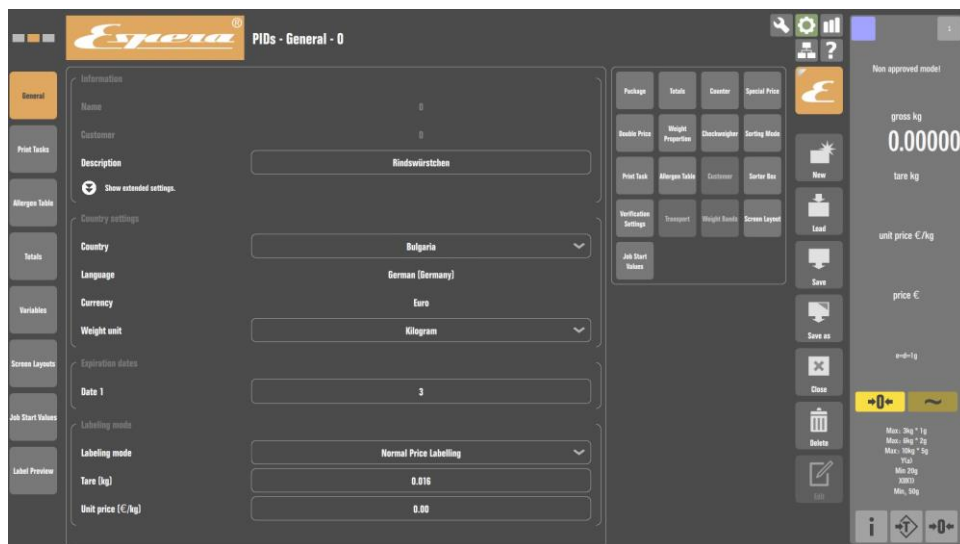 Espera®
PIDs - General - 0
1
General
Print Tasks
Allergen Table
Totals
Variables
Screen Layouts
Job Start Values
Label Preview
Information
Name 0
Customer 0
Description Rindswürstchen
Show extended settings.
Country settings
Country Bulgaria
Language German (Germany)
Currency Euro
Weight unit Kilogram
Expiration dates
Date 1 3
Labeling mode
Labeling mode Normal Price Labelling
Tare (kg) 0.016
Unit price (€/kg) 0.00
Package Totals Counter Special Price
Double Price Weight Proportion Checkweigher Sorting Mode
Print Task Allergen Table Customer Sorter Box
Verification Settings Transport Weight Bands Screen Layout
Job Start Values
?
E
New
Load
Save
Save as
Close
Delete
Edit
Non approved mode!
gross kg
0.00000
tare kg
unit price €/kg
price €
e=d=1g
→0←
~
Max: 3kg * 1g
Max: 6kg * 2g
Max: 10kg * 5g
Y(a)
Min 20g
Min, 50g
i
T
→0←